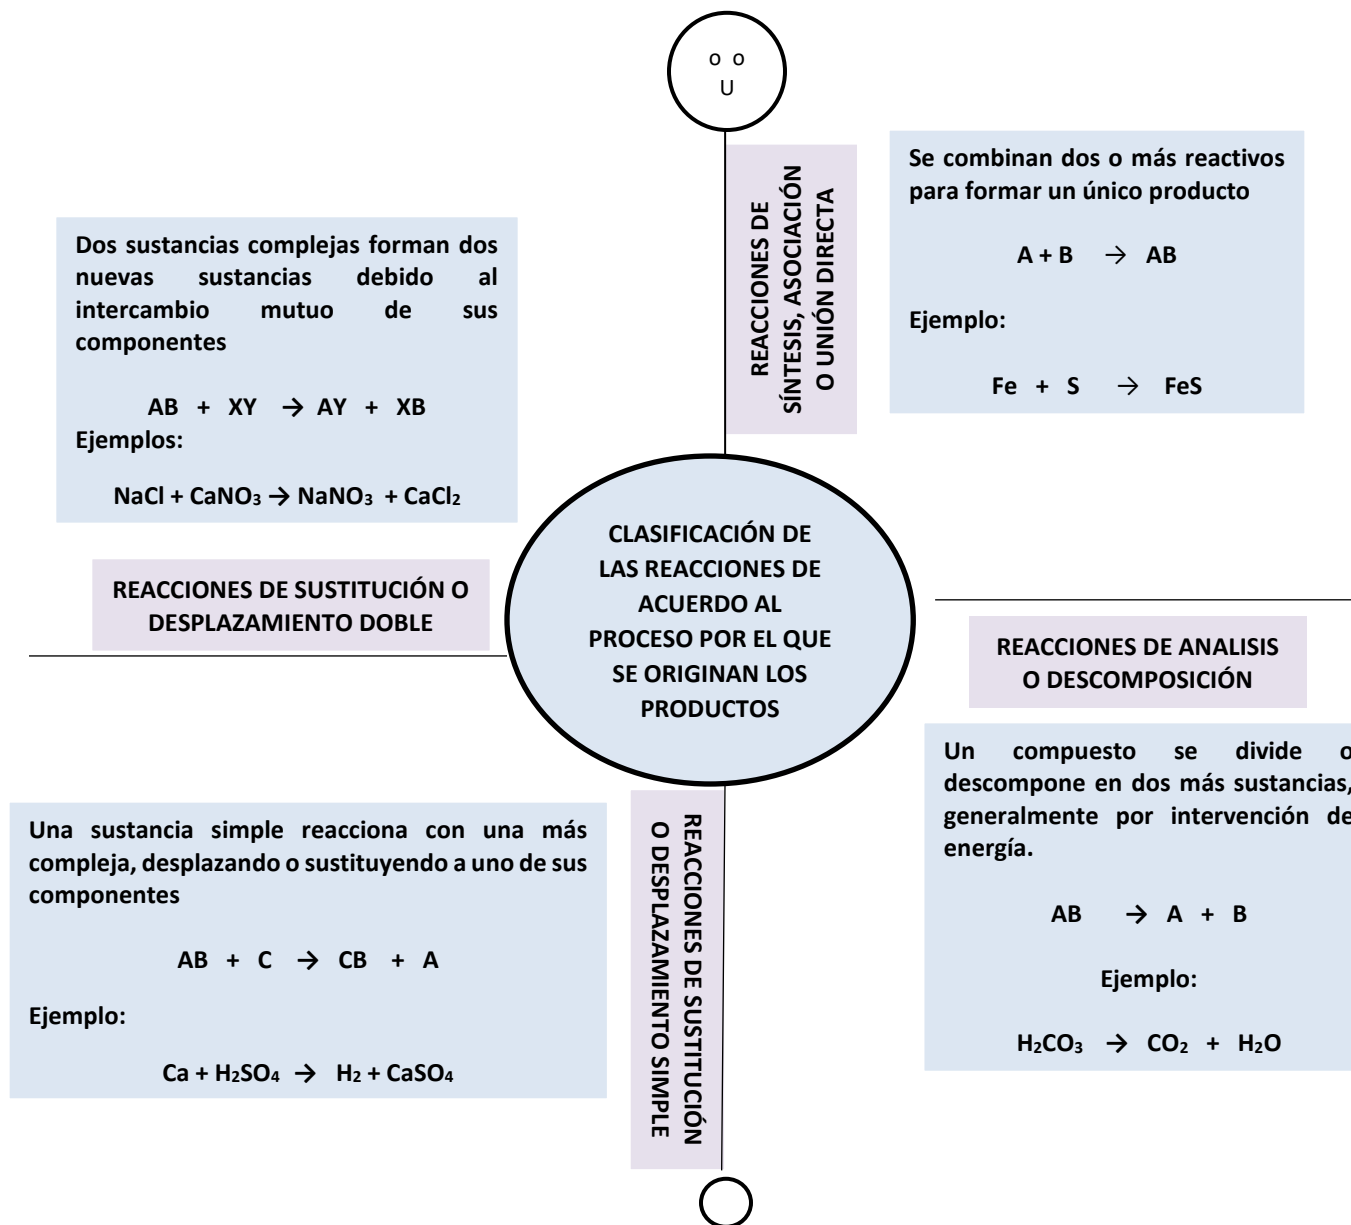 o o
U
REACCIONES DE
SÍNTESIS, ASOCIACIÓN
O UNIÓN DIRECTA
Se combinan dos o más reactivos
para formar un único producto
A + B → AB
Ejemplo:
Fe + S → FeS
Dos sustancias complejas forman dos
nuevas sustancias debido al
intercambio mutuo de sus
componentes
AB + XY → AY + XB
Ejemplos:
NaCl + CaNO₃ → NaNO₃ + CaCl₂
REACCIONES DE SUSTITUCIÓN O
DESPLAZAMIENTO DOBLE
CLASIFICACIÓN DE
LAS REACCIONES DE
ACUERDO AL
PROCESO POR EL QUE
SE ORIGINAN LOS
PRODUCTOS
REACCIONES DE ANALISIS
O DESCOMPOSICIÓN
Un compuesto se divide o
descompone en dos más sustancias,
generalmente por intervención de
energía.
AB → A + B
Ejemplo:
H₂CO₃ → CO₂ + H₂O
Una sustancia simple reacciona con una más
compleja, desplazando o sustituyendo a uno de sus
componentes
AB + C → CB + A
Ejemplo:
Ca + H₂SO₄ → H₂ + CaSO₄
REACCIONES DE SUSTITUCIÓN
O DESPLAZAMIENTO SIMPLE